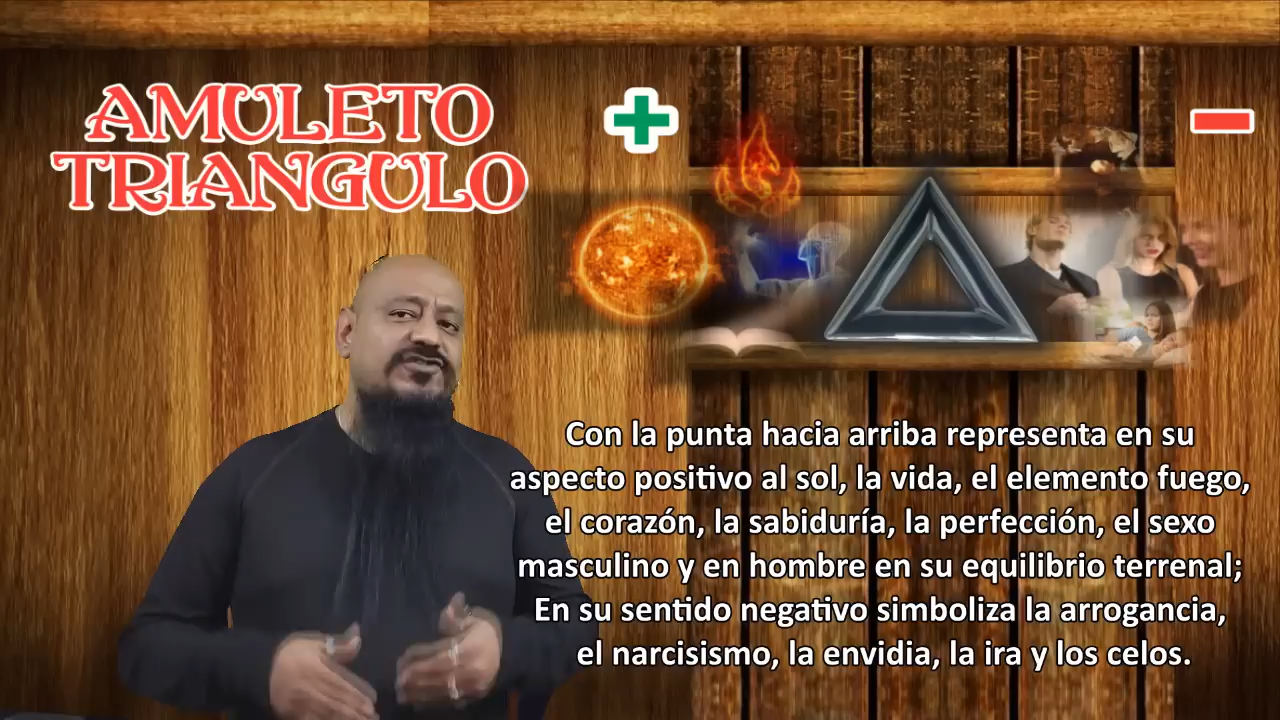 AMULETO
TRIANGULO
Con la punta hacia arriba representa en su
aspecto positivo al sol, la vida, el elemento fuego,
el corazón, la sabiduría, la perfección, el sexo
masculino y en hombre en su equilibrio terrenal;
En su sentido negativo simboliza la arrogancia,
el narcisismo, la envidia, la ira y los celos.